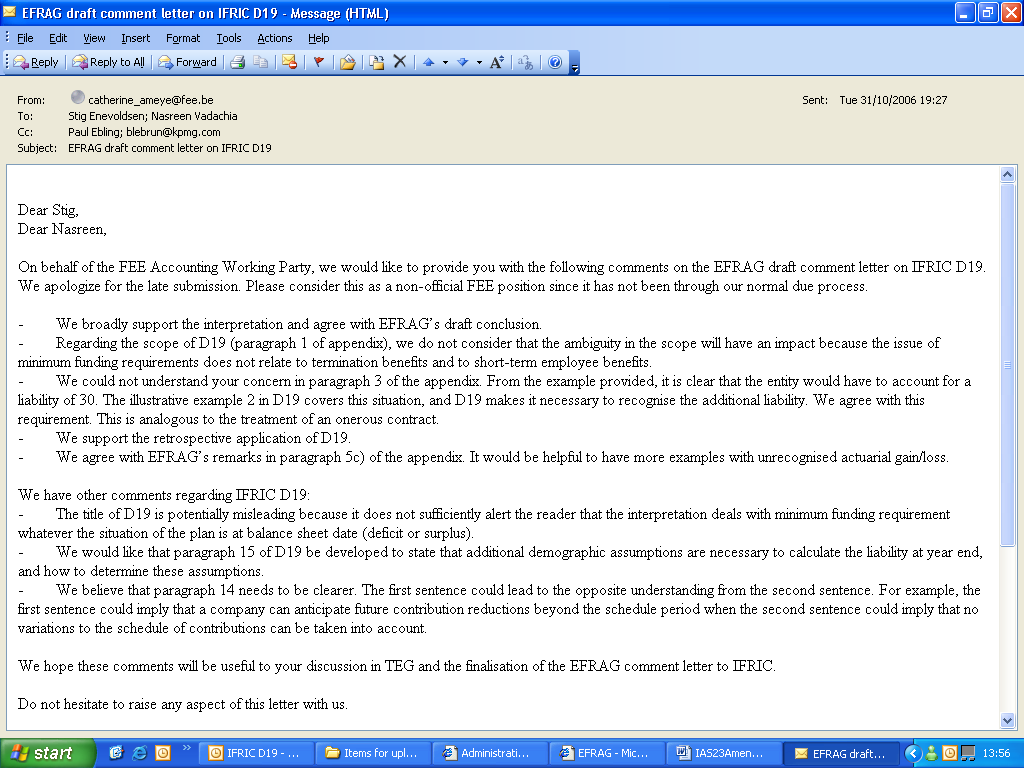 EFRAG draft comment letter on IFRIC D19 - Message (HTML)
File Edit View Insert Format Tools Actions Help
Reply Reply to All Forward
From: catherine_ameye@fee.be Sent: Tue 31/10/2006 19:27
To: Stig Enevoldsen; Nasreen Vadachia
Cc: Paul Ebling; blebrun@kpmg.com
Subject: EFRAG draft comment letter on IFRIC D19
Dear Stig,
Dear Nasreen,
On behalf of the FEE Accounting Working Party, we would like to provide you with the following comments on the EFRAG draft comment letter on IFRIC D19.
We apologize for the late submission. Please consider this as a non-official FEE position since it has not been through our normal due process.
- We broadly support the interpretation and agree with EFRAG's draft conclusion.
- Regarding the scope of D19 (paragraph 1 of appendix), we do not consider that the ambiguity in the scope will have an impact because the issue of
minimum funding requirements does not relate to termination benefits and to short-term employee benefits.
- We could not understand your concern in paragraph 3 of the appendix. From the example provided, it is clear that the entity would have to account for a
liability of 30. The illustrative example 2 in D19 covers this situation, and D19 makes it necessary to recognise the additional liability. We agree with this
requirement. This is analogous to the treatment of an onerous contract.
- We support the retrospective application of D19.
- We agree with EFRAG's remarks in paragraph 5c) of the appendix. It would be helpful to have more examples with unrecognised actuarial gain/loss.
We have other comments regarding IFRIC D19:
- The title of D19 is potentially misleading because it does not sufficiently alert the reader that the interpretation deals with minimum funding requirement
whatever the situation of the plan is at balance sheet date (deficit or surplus).
- We would like that paragraph 15 of D19 be developed to state that additional demographic assumptions are necessary to calculate the liability at year end,
and how to determine these assumptions.
- We believe that paragraph 14 needs to be clearer. The first sentence could lead to the opposite understanding from the second sentence. For example, the
first sentence could imply that a company can anticipate future contribution reductions beyond the schedule period when the second sentence could imply that no
variations to the schedule of contributions can be taken into account.
We hope these comments will be useful to your discussion in TEG and the finalisation of the EFRAG comment letter to IFRIC.
Do not hesitate to raise any aspect of this letter with us.
start IFRIC D19 - ... Items for upl... Administrati... EFRAG - Mic... IAS23Amen... EFRAG draft... 13:56